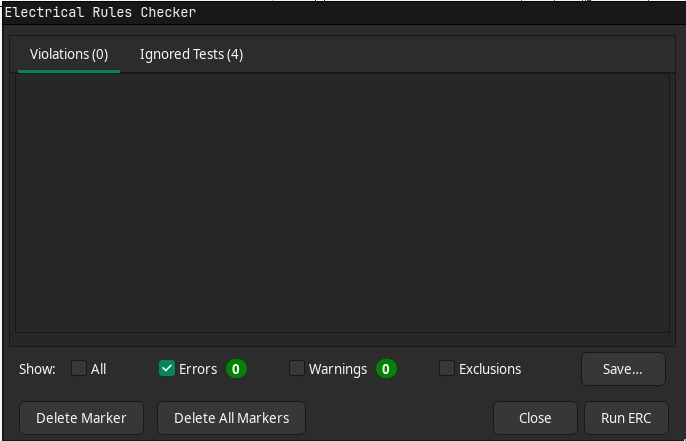 Electrical Rules Checker
Violations (0) Ignored Tests (4)
Show: All Errors 0 Warnings 0 Exclusions Save...
Delete Marker Delete All Markers Close Run ERC